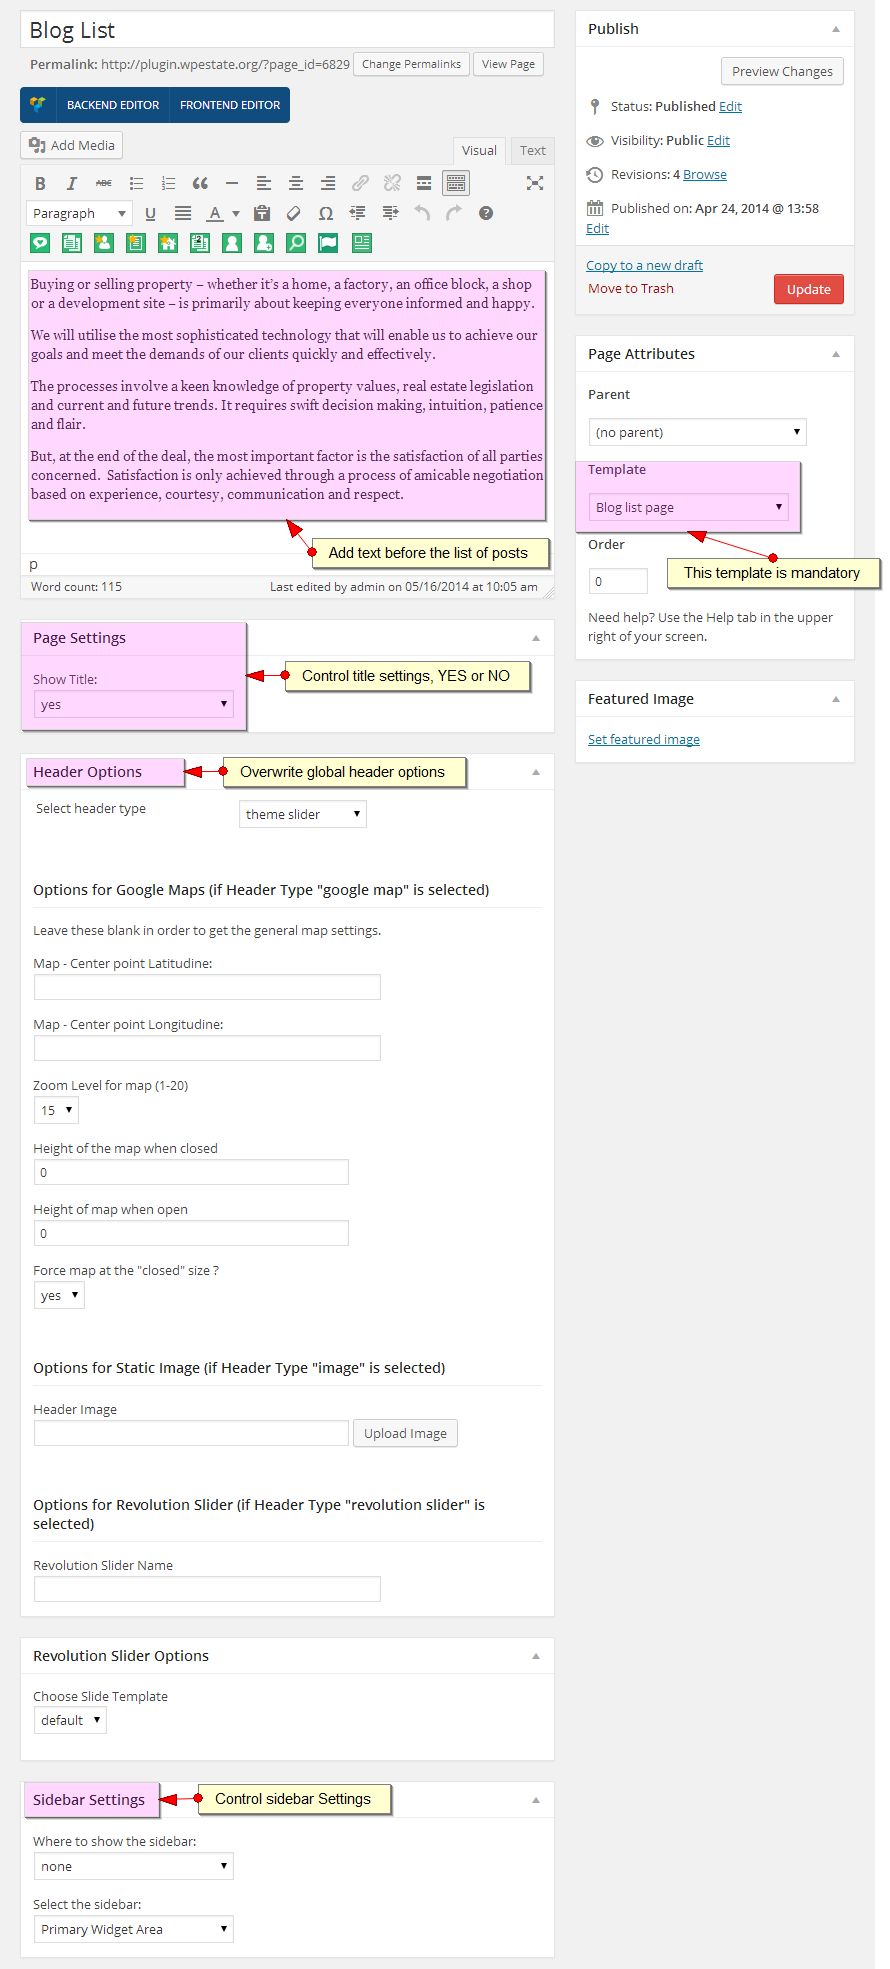 Blog List
Permalink: http://plugin.wpestate.org/?page_id=6829 Change Permalinks View Page
BACKEND EDITOR FRONTEND EDITOR
Add Media
Visual Text
B I ABC
Paragraph U A Ω
Buying or selling property – whether it's a home, a factory, an office block, a shop
or a development site – is primarily about keeping everyone informed and happy.
We will utilise the most sophisticated technology that will enable us to achieve our
goals and meet the demands of our clients quickly and effectively.
The processes involve a keen knowledge of property values, real estate legislation
and current and future trends. It requires swift decision making, intuition, patience
and flair.
But, at the end of the deal, the most important factor is the satisfaction of all parties
concerned.  Satisfaction is only achieved through a process of amicable negotiation
based on experience, courtesy, communication and respect.
Add text before the list of posts
p
Word count: 115 Last edited by admin on 05/16/2014 at 10:05 am
Page Settings
Show Title:
yes
Control title settings, YES or NO
Header Options
Overwrite global header options
Select header type theme slider
Options for Google Maps (if Header Type "google map" is selected)
Leave these blank in order to get the general map settings.
Map - Center point Latitudine:
Map - Center point Longitudine:
Zoom Level for map (1-20)
15
Height of the map when closed
0
Height of map when open
0
Force map at the "closed" size ?
yes
Options for Static Image (if Header Type "image" is selected)
Header Image
Upload Image
Options for Revolution Slider (if Header Type "revolution slider" is
selected)
Revolution Slider Name
Revolution Slider Options
Choose Slide Template
default
Sidebar Settings
Control sidebar Settings
Where to show the sidebar:
none
Select the sidebar:
Primary Widget Area
Publish
Preview Changes
Status: Published Edit
Visibility: Public Edit
Revisions: 4 Browse
Published on: Apr 24, 2014 @ 13:58
Edit
Copy to a new draft
Move to Trash
Update
Page Attributes
Parent
(no parent)
Template
Blog list page
Order
This template is mandatory
0
Need help? Use the Help tab in the upper
right of your screen.
Featured Image
Set featured image